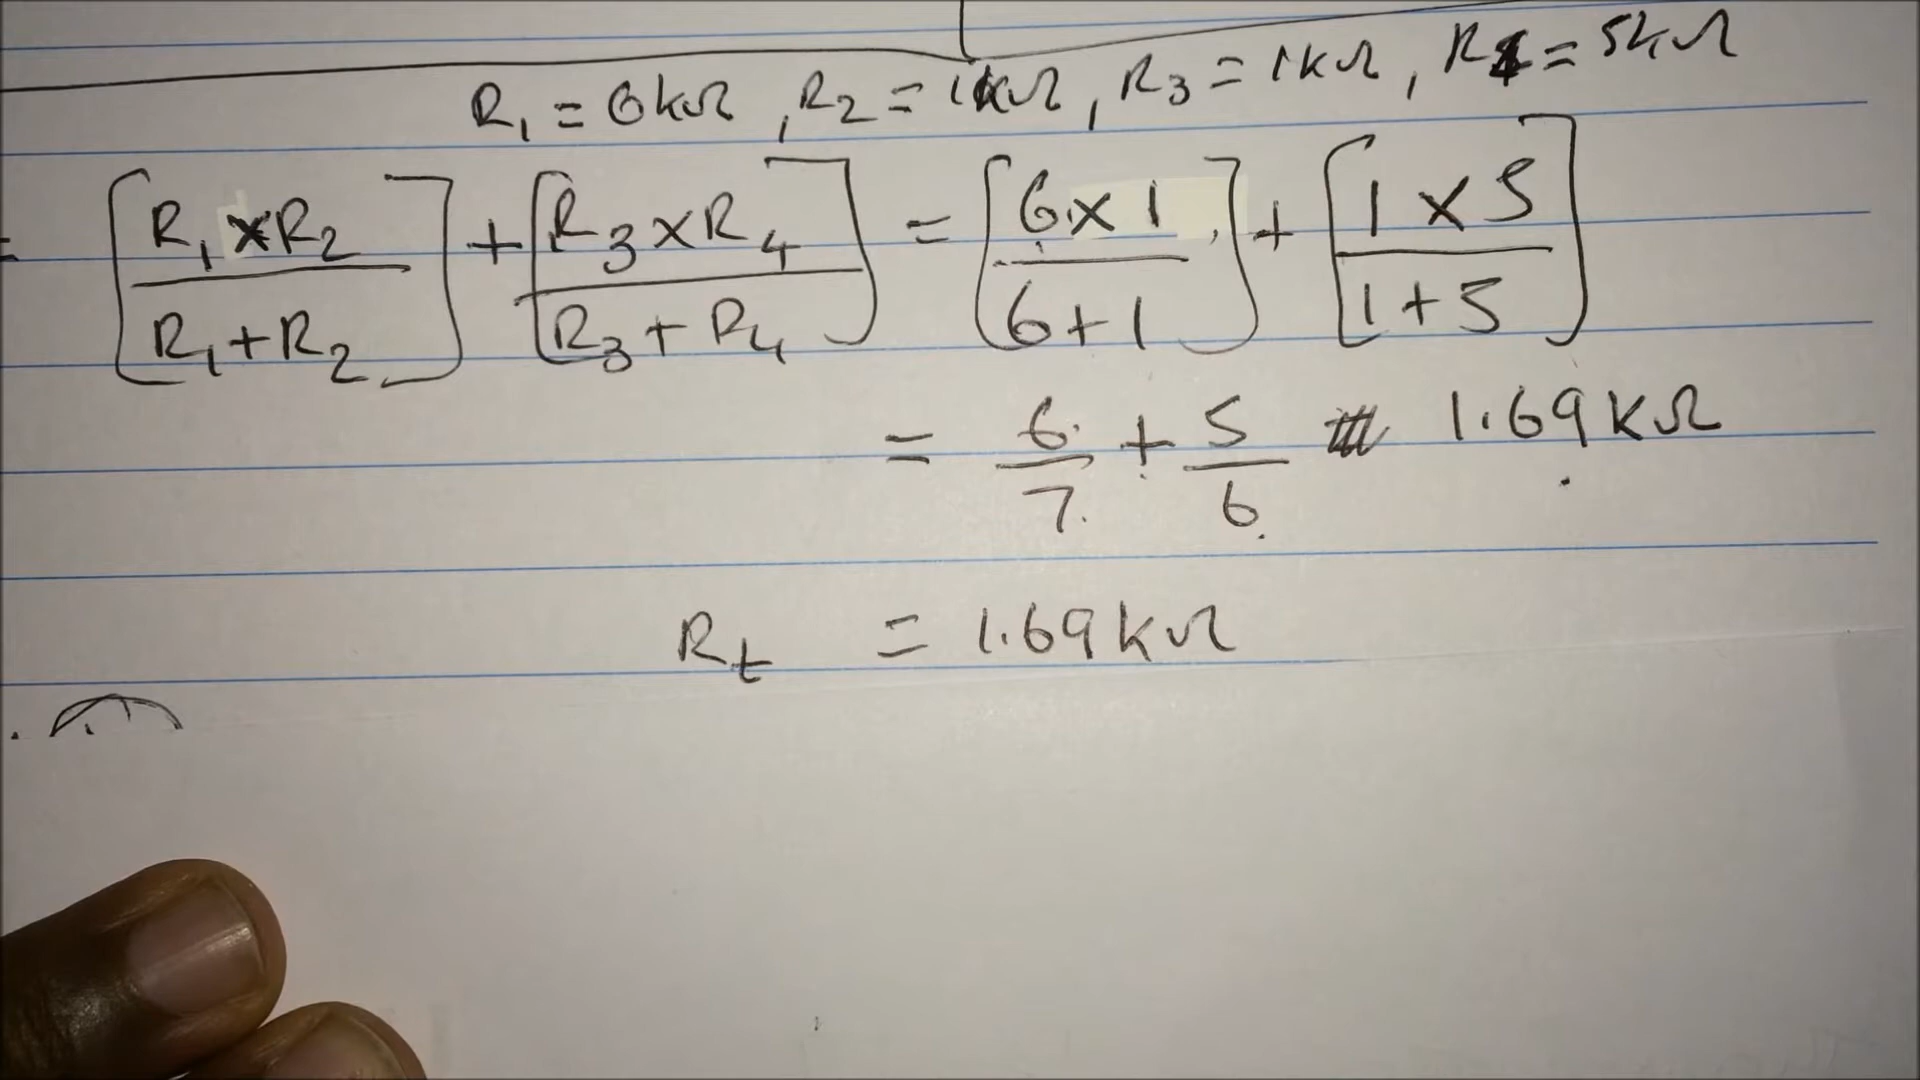 R₁ = 6kΩ, R₂ = 1kΩ, R₃ = 1kΩ, R4 = 5kΩ
= [R₁ × R₂ / R₁ + R₂] + [R₃ × R₄ / R₃ + R₄] = [6 × 1 / 6 + 1] + [1 × 5 / 1 + 5]
= 6/7 + 5/6 = 1.69kΩ
Rt = 1.69kΩ